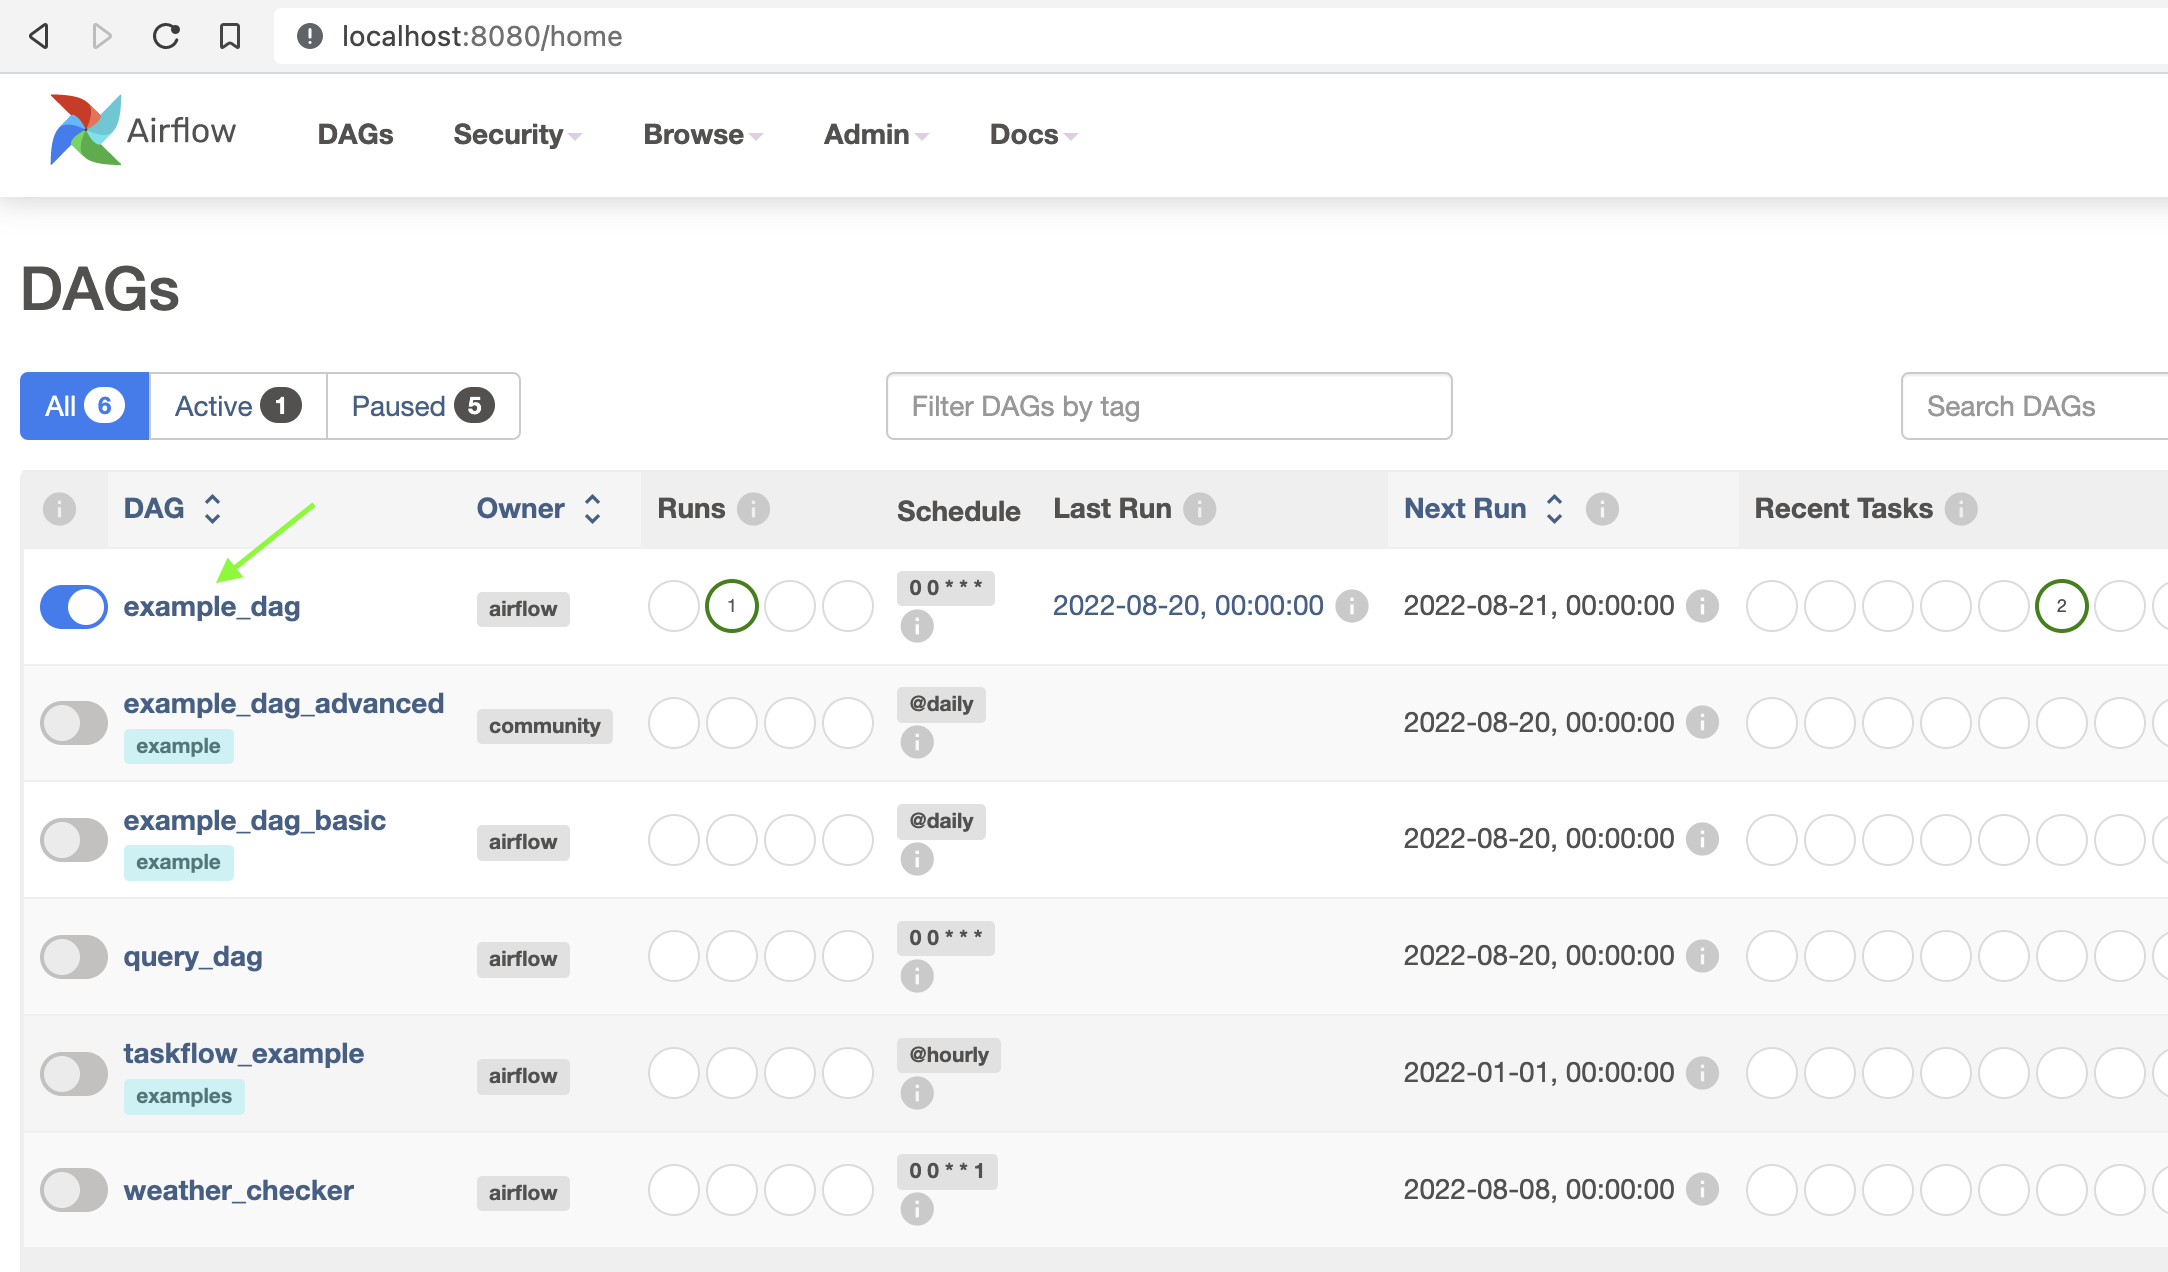 localhost:8080/home
Airflow DAGs Security Browse Admin Docs
DAGs
All 6 Active 1 Paused 5 Filter DAGs by tag Search DAGs
DAG Owner Runs Schedule Last Run Next Run Recent Tasks
example_dag airflow 1 0 0 * * * 2022-08-20, 00:00:00 2022-08-21, 00:00:00 2
example_dag_advanced community @daily 2022-08-20, 00:00:00
example
example_dag_basic airflow @daily 2022-08-20, 00:00:00
example
query_dag airflow 0 0 * * * 2022-08-20, 00:00:00
taskflow_example airflow @hourly 2022-01-01, 00:00:00
examples
weather_checker airflow 0 0 * * 1 2022-08-08, 00:00:00